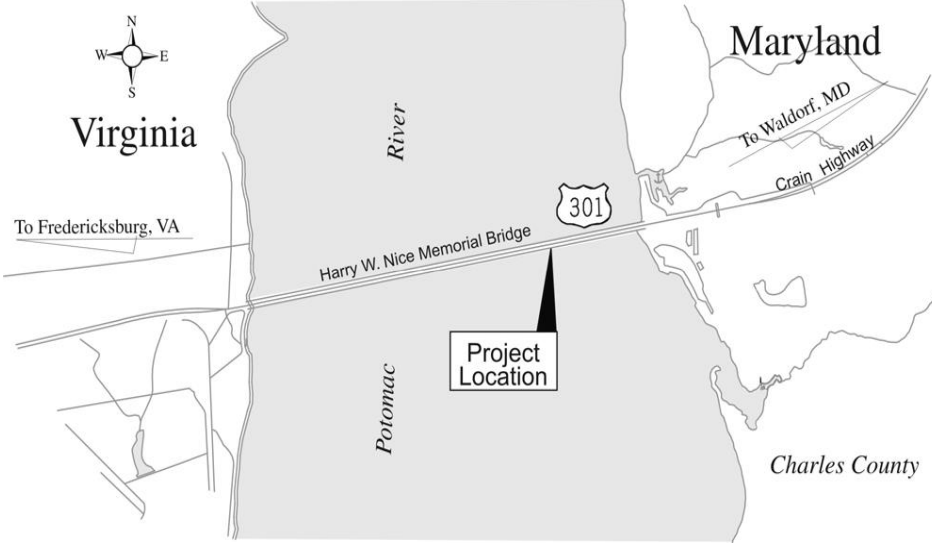 N
W E
S
Virginia
Maryland
River
To Waldorf, MD
Crain Highway
301
To Fredericksburg, VA
Harry W. Nice Memorial Bridge
Project
Location
Potomac
Charles County